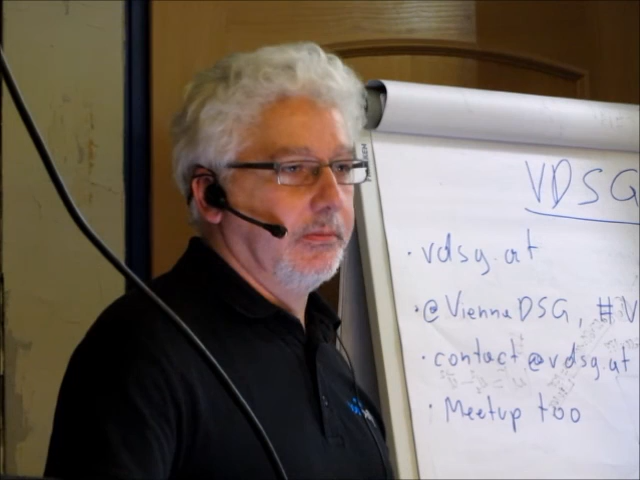 VDSG
· vdsg.at
· @ViennaDSG, #V
· contact@vdsg.at
· Meetup too